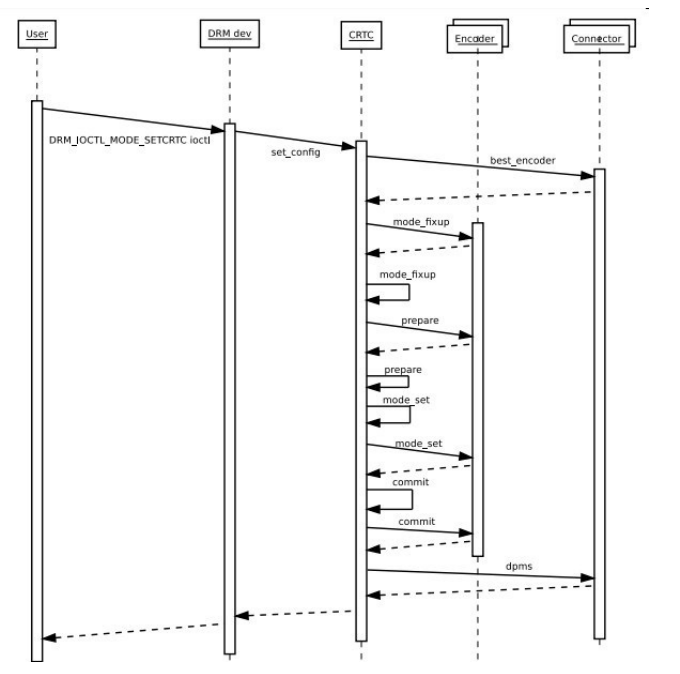 User
DRM dev
CRTC
Encoder
Connector
DRM_IOCTL_MODE_SETCRTC ioctl
set_config
best_encoder
mode_fixup
mode_fixup
prepare
prepare
mode_set
mode_set
commit
commit
dpms